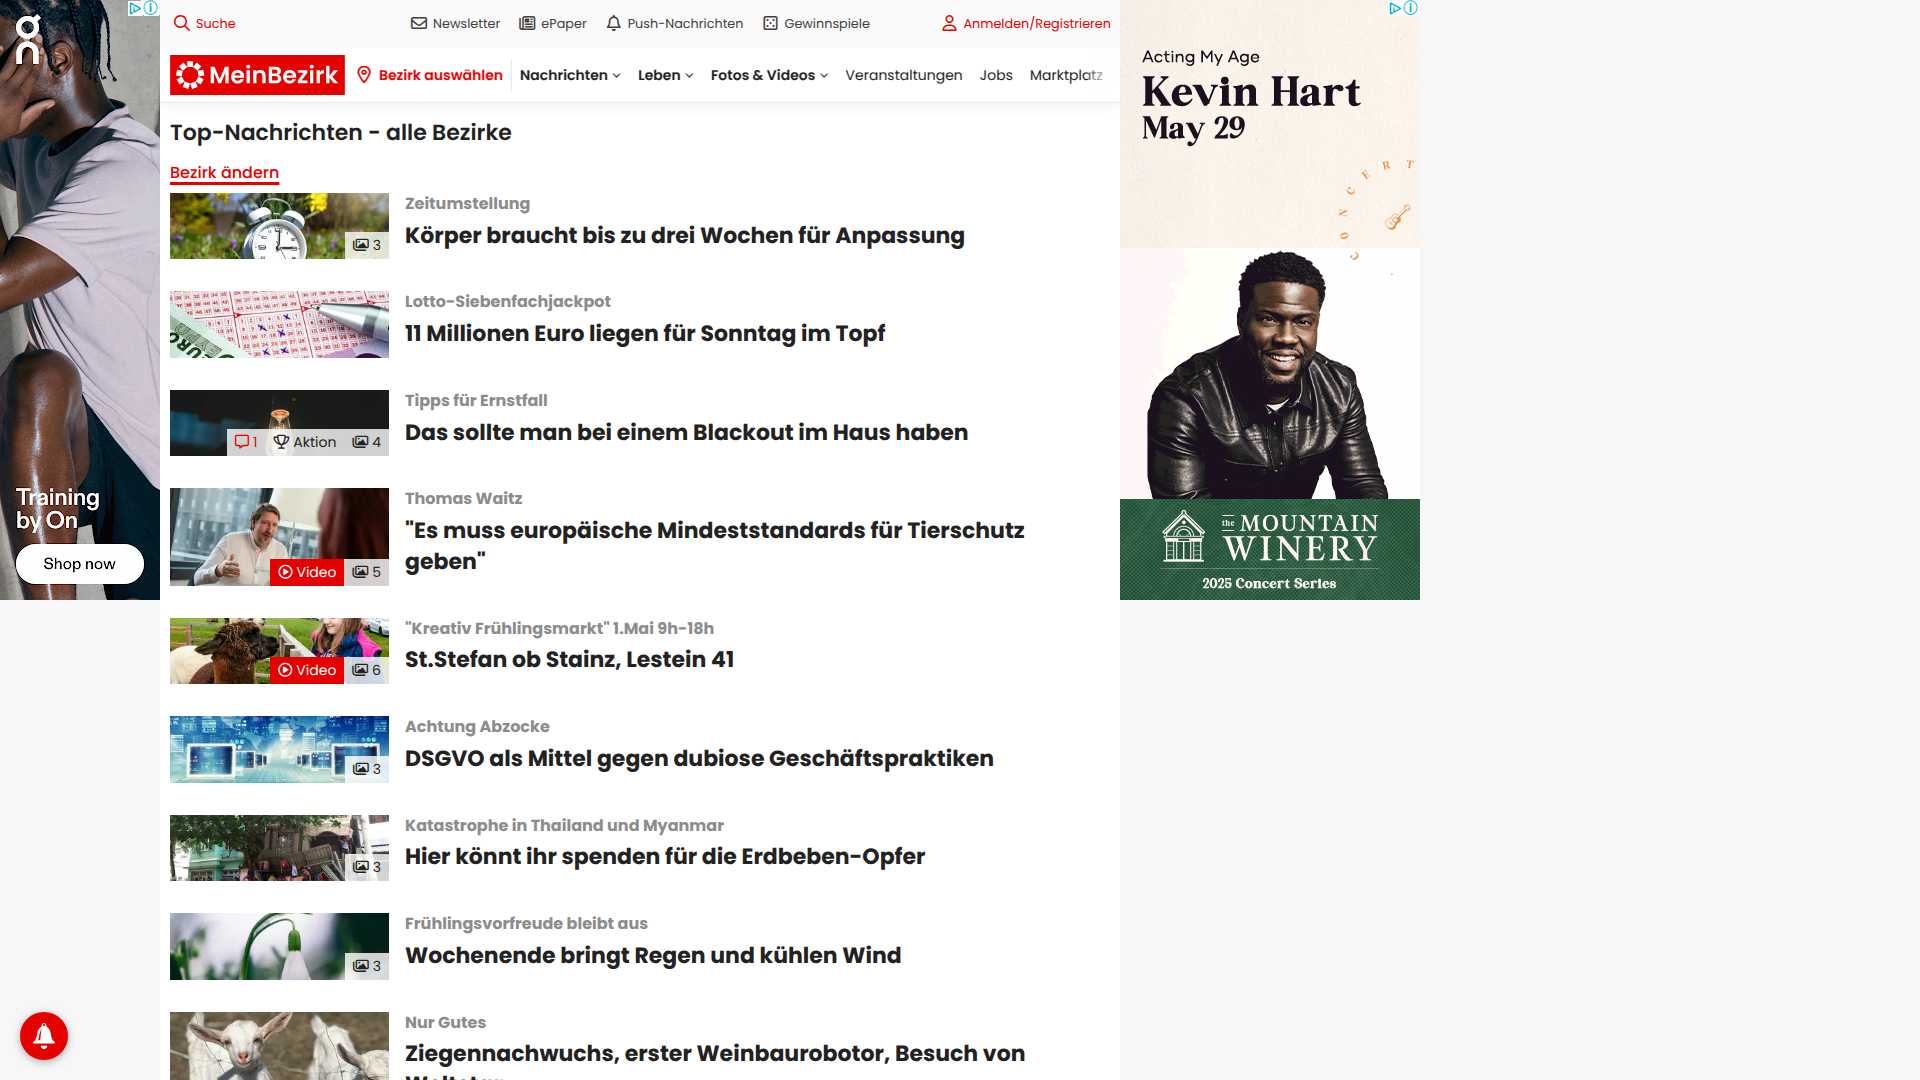 Suche
Newsletter
ePaper
Push-Nachrichten
Gewinnspiele
Anmelden/Registrieren
MeinBezirk
Bezirk auswählen
Nachrichten
Leben
Fotos & Videos
Veranstaltungen
Jobs
Marktplatz
Top-Nachrichten - alle Bezirke
Bezirk ändern
3
Zeitumstellung
Körper braucht bis zu drei Wochen für Anpassung
Lotto-Siebenfachjackpot
11 Millionen Euro liegen für Sonntag im Topf
1 Aktion 4
Tipps für Ernstfall
Das sollte man bei einem Blackout im Haus haben
Video 5
Thomas Waitz
"Es muss europäische Mindeststandards für Tierschutz
geben"
Video 6
"Kreativ Frühlingsmarkt" 1.Mai 9h-18h
St.Stefan ob Stainz, Lestein 41
3
Achtung Abzocke
DSGVO als Mittel gegen dubiose Geschäftspraktiken
3
Katastrophe in Thailand und Myanmar
Hier könnt ihr spenden für die Erdbeben-Opfer
3
Frühlingsvorfreude bleibt aus
Wochenende bringt Regen und kühlen Wind
Nur Gutes
Ziegennachwuchs, erster Weinbaurobotor, Besuch von
on
Training
by On
Shop now
Acting My Age
Kevin Hart
May 29
CONCERT
the MOUNTAIN
WINERY
2025 Concert Series